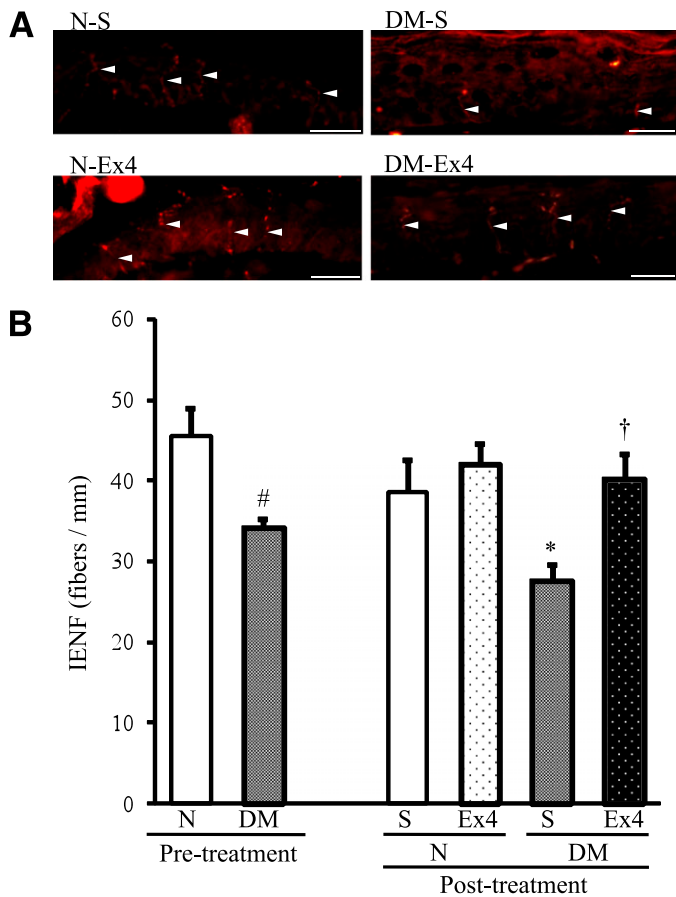 A
N-S
DM-S
N-Ex4
DM-Ex4
B
60
50
40
30
20
10
0
IENF (fibers / mm)
#
*
†
N DM
S Ex4 S Ex4
Pre-treatment
N DM
Post-treatment